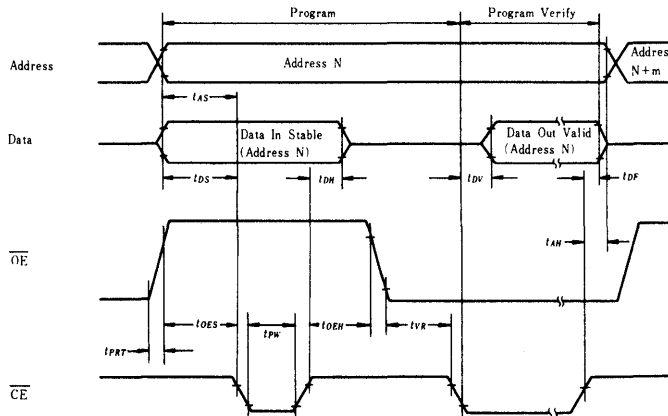 Program
Program Verify
Address
Address N
Addres
N+m
tAS
Data
Data In Stable
(Address N)
Data Out Valid
(Address N)
tDS
tDH
tDV
tDF
tAH
OE
tOES
tPW
tOEH
tVR
tPRT
CE